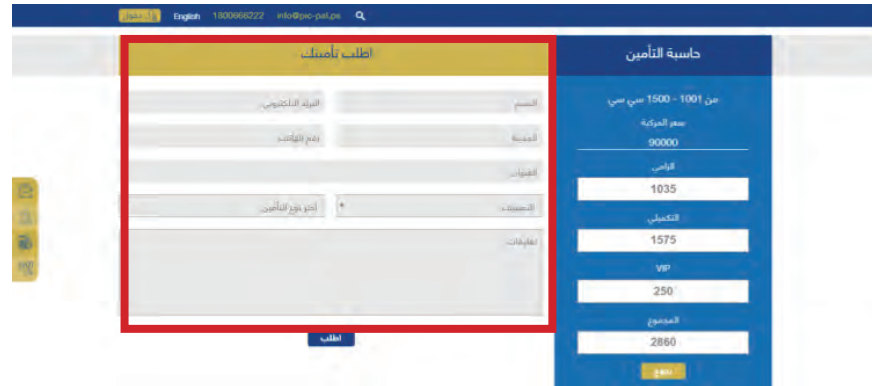 English 1800666222 info@pic-pal.ps
حاسبة التأمين
من 1001 - 1500 سي سي
سعر المركبة
90000
الزامي
1035
التكميلي
1575
VIP
250
المجموع
2860
اطلب تأمينك
الاسم البريد الالكتروني
المدينة رقم الهاتف
العنوان
التصنيف اختر نوع التأمين
تعليقات
اطلب